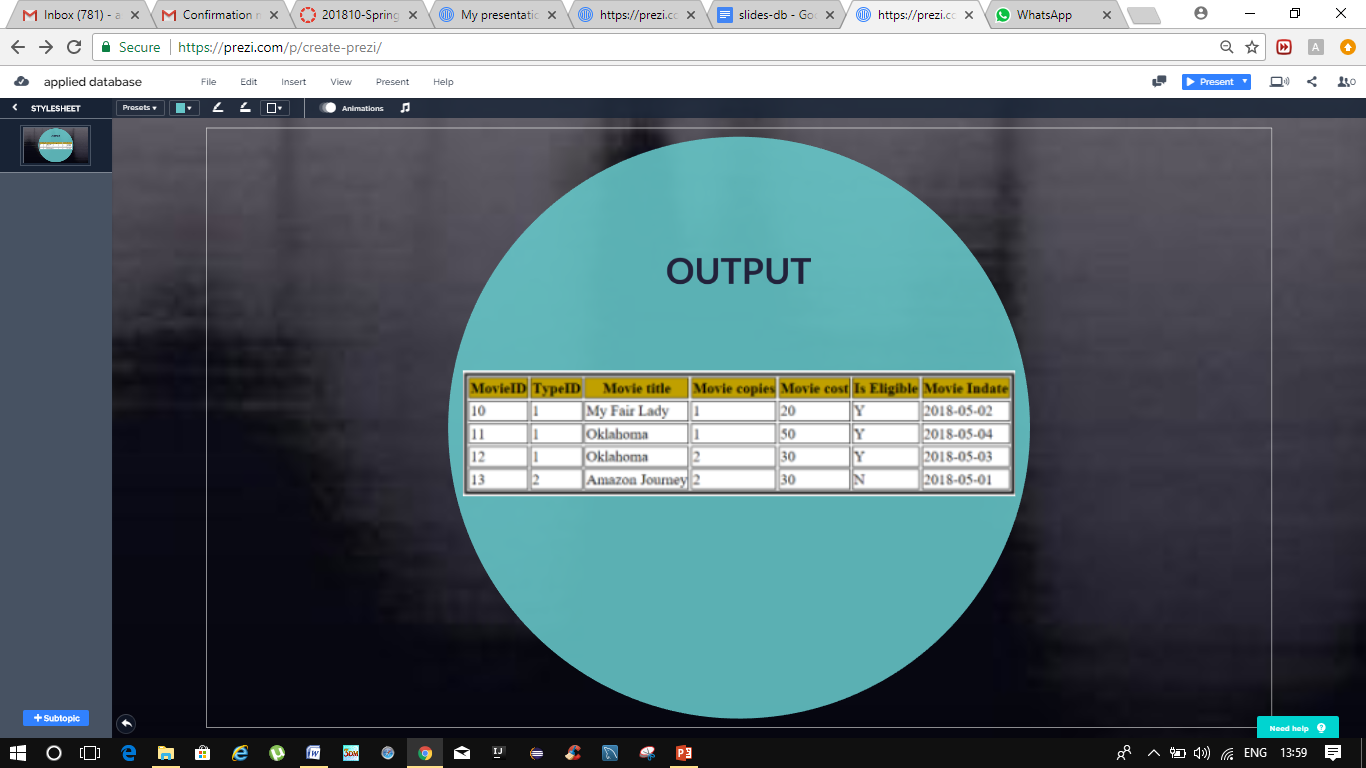 Inbox (781) - a
Confirmation
201810-Spring
My presentatio
https://prezi.co
slides-db - Goo
https://prezi.co
WhatsApp
Secure
https://prezi.com/p/create-prezi/
A
applied database
File Edit Insert View Present Help
Present
0
STYLESHEET
Presets
Animations
OUTPUT
MovieID TypeID Movie title Movie copies Movie cost Is Eligible Movie Indate
10 1 My Fair Lady 1 20 Y 2018-05-02
11 1 Oklahoma 1 50 Y 2018-05-04
12 1 Oklahoma 2 30 Y 2018-05-03
13 2 Amazon Journey 2 30 N 2018-05-01
+ Subtopic
Need help ?
ENG 13:59